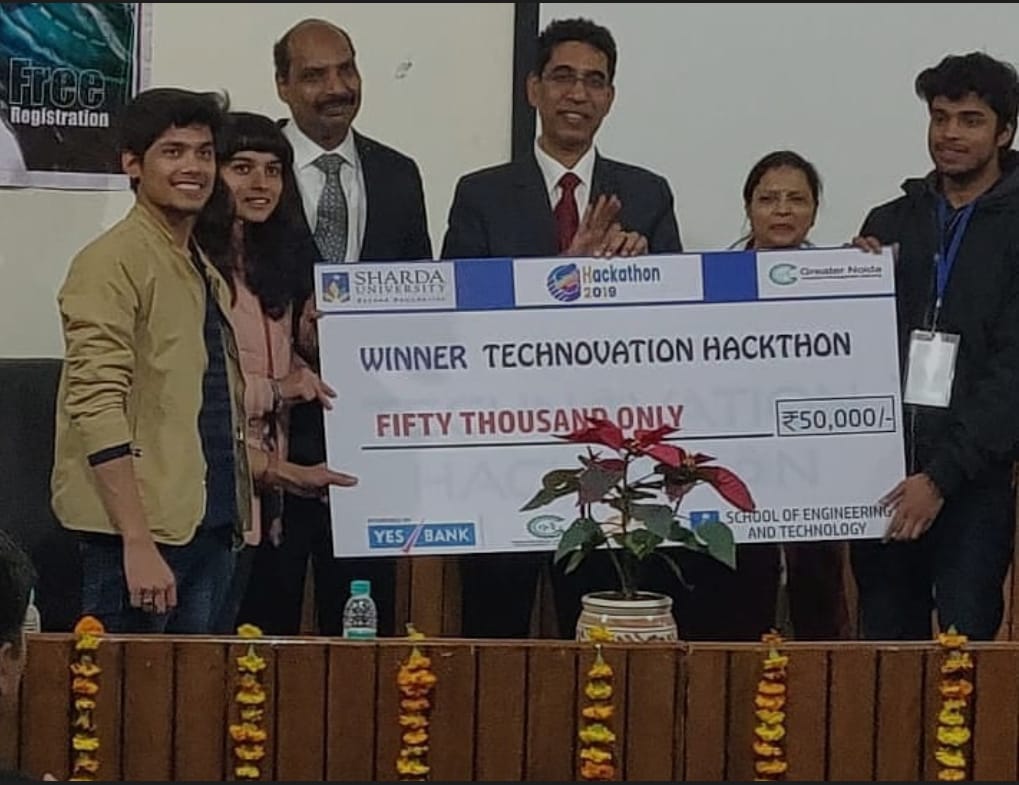 Free
Registration
SHARDA
UNIVERSITY
Hackathon
2019
Greater Noida
WINNER TECHNOVATION HACKTHON
FIFTY THOUSAND ONLY
₹50,000/-
YES BANK
SCHOOL OF ENGINEERING
AND TECHNOLOGY